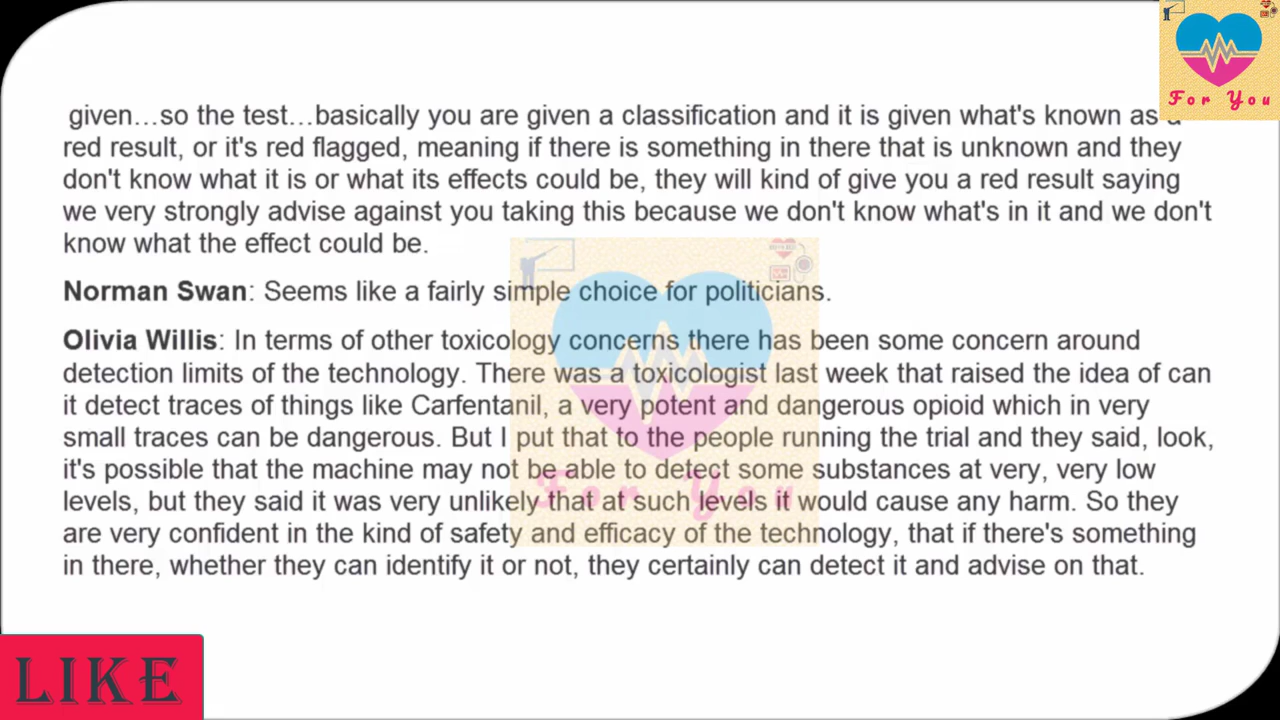 For You
given...so the test...basically you are given a classification and it is given what's known as a
red result, or it's red flagged, meaning if there is something in there that is unknown and they
don't know what it is or what its effects could be, they will kind of give you a red result saying
we very strongly advise against you taking this because we don't know what's in it and we don't
know what the effect could be.
Norman Swan: Seems like a fairly simple choice for politicians.
Olivia Willis: In terms of other toxicology concerns there has been some concern around
detection limits of the technology. There was a toxicologist last week that raised the idea of can
it detect traces of things like Carfentanil, a very potent and dangerous opioid which in very
small traces can be dangerous. But I put that to the people running the trial and they said, look,
it's possible that the machine may not be able to detect some substances at very, very low
levels, but they said it was very unlikely that at such levels it would cause any harm. So they
are very confident in the kind of safety and efficacy of the technology, that if there's something
in there, whether they can identify it or not, they certainly can detect it and advise on that.
For You
LIKE